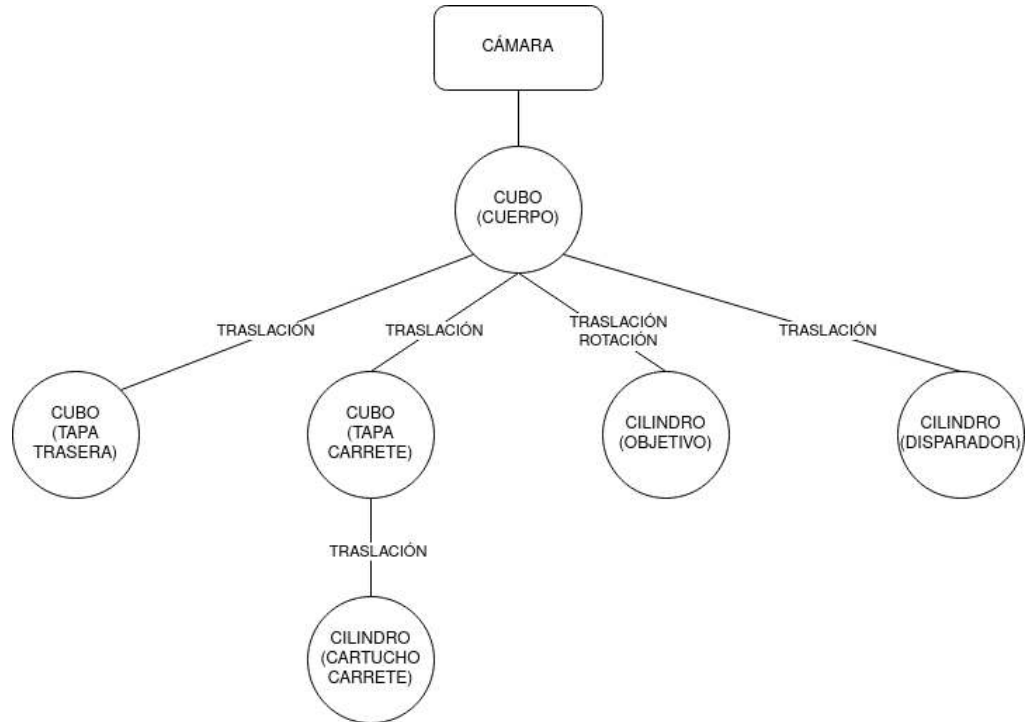 CÁMARA
CUBO
(CUERPO)
TRASLACIÓN
TRASLACIÓN
TRASLACIÓN
ROTACIÓN
TRASLACIÓN
CUBO
(TAPA
TRASERA)
CUBO
(TAPA
CARRETE)
CILINDRO
(OBJETIVO)
CILINDRO
(DISPARADOR)
TRASLACIÓN
CILINDRO
(CARTUCHO
CARRETE)